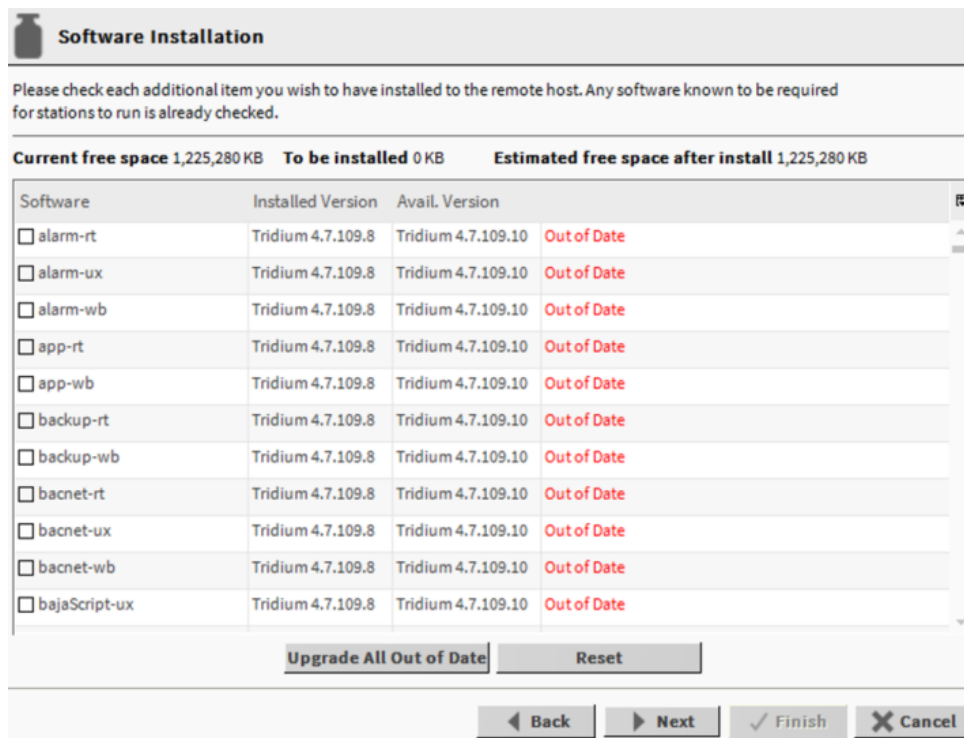 Software Installation
Please check each additional item you wish to have installed to the remote host. Any software known to be required
for stations to run is already checked.
Current free space 1,225,280 KB To be installed 0 KB Estimated free space after install 1,225,280 KB
Software Installed Version Avail. Version
alarm-rt Tridium 4.7.109.8 Tridium 4.7.109.10 Out of Date
alarm-ux Tridium 4.7.109.8 Tridium 4.7.109.10 Out of Date
alarm-wb Tridium 4.7.109.8 Tridium 4.7.109.10 Out of Date
app-rt Tridium 4.7.109.8 Tridium 4.7.109.10 Out of Date
app-wb Tridium 4.7.109.8 Tridium 4.7.109.10 Out of Date
backup-rt Tridium 4.7.109.8 Tridium 4.7.109.10 Out of Date
backup-wb Tridium 4.7.109.8 Tridium 4.7.109.10 Out of Date
bacnet-rt Tridium 4.7.109.8 Tridium 4.7.109.10 Out of Date
bacnet-ux Tridium 4.7.109.8 Tridium 4.7.109.10 Out of Date
bacnet-wb Tridium 4.7.109.8 Tridium 4.7.109.10 Out of Date
bajaScript-ux Tridium 4.7.109.8 Tridium 4.7.109.10 Out of Date
Upgrade All Out of Date Reset
Back Next Finish Cancel